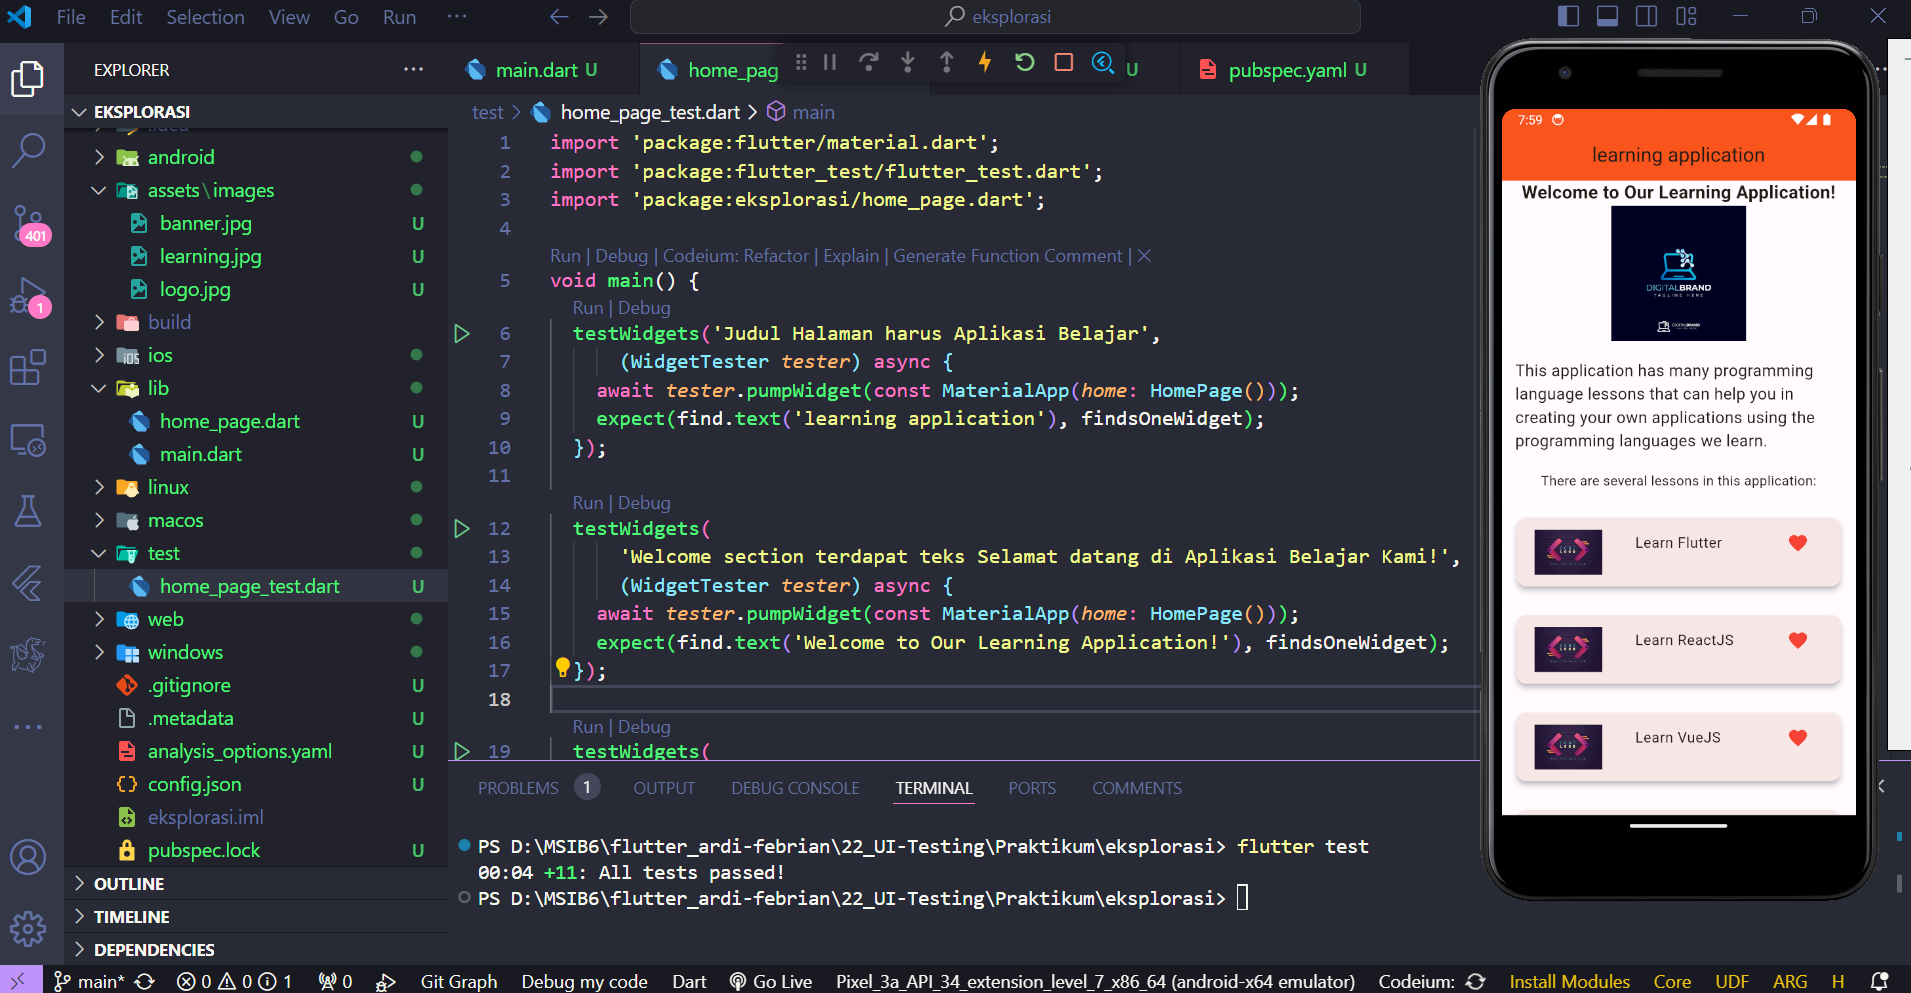 File Edit Selection View Go Run ··· eksplorasi
EXPLORER ···
EKSPLORASI
.idea
android
assets\images
banner.jpg U
learning.jpg U
logo.jpg U
build
ios
lib
home_page.dart U
main.dart U
linux
macos
test
home_page_test.dart U
web
windows
.gitignore U
.metadata U
analysis_options.yaml U
config.json U
eksplorasi.iml
pubspec.lock U
OUTLINE
TIMELINE
DEPENDENCIES
401
1
main.dart U home_pag U pubspec.yaml U
test > home_page_test.dart > main
1 import 'package:flutter/material.dart';
2 import 'package:flutter_test/flutter_test.dart';
3 import 'package:eksplorasi/home_page.dart';
4
Run | Debug | Codeium: Refactor | Explain | Generate Function Comment | ×
5 void main() {
Run | Debug
6 testWidgets('Judul Halaman harus Aplikasi Belajar',
7 (WidgetTester tester) async {
8 await tester.pumpWidget(const MaterialApp(home: HomePage()));
9 expect(find.text('learning application'), findsOneWidget);
10 });
11
Run | Debug
12 testWidgets(
13 'Welcome section terdapat teks Selamat datang di Aplikasi Belajar Kami!',
14 (WidgetTester tester) async {
15 await tester.pumpWidget(const MaterialApp(home: HomePage()));
16 expect(find.text('Welcome to Our Learning Application!'), findsOneWidget);
17 });
18
Run | Debug
19 testWidgets(
PROBLEMS 1 OUTPUT DEBUG CONSOLE TERMINAL PORTS COMMENTS
PS D:\MSIB6\flutter_ardi-febrian\22_UI-Testing\Praktikum\eksplorasi> flutter test
00:04 +11: All tests passed!
PS D:\MSIB6\flutter_ardi-febrian\22_UI-Testing\Praktikum\eksplorasi>
7:59
learning application
Welcome to Our Learning Application!
DIGITALBRAND
TAGLINE HERE
DIGITALBRAND
This application has many programming
language lessons that can help you in
creating your own applications using the
programming languages we learn.
There are several lessons in this application:
Learn Flutter
Learn ReactJS
Learn VueJS
main* 0 0 1 0 Git Graph Debug my code Dart Go Live Pixel_3a_API_34_extension_level_7_x86_64 (android-x64 emulator) Codeium: Install Modules Core UDF ARG H